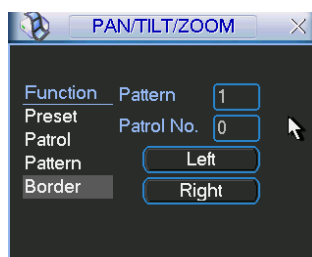 PAN/TILT/ZOOM
Function
Preset
Patrol
Pattern
Border
Pattern 1
Patrol No. 0
Left
Right